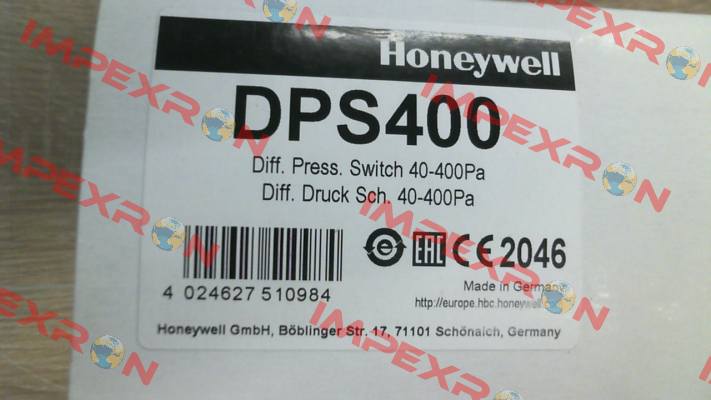 Honeywell
DPS400
Diff. Press. Switch 40-400Pa
Diff. Druck Sch. 40-400Pa
EAC CE 2046
4 024627 510984
Made in Germany
http://europe.hbc.honeywell
Honeywell GmbH, Böblinger Str. 17, 71101 Schönaich, Germany
IMPEXRON
IMPEXRON
IMPEXRON
IMPEXRON
IMPEXRON
IMPEXRON